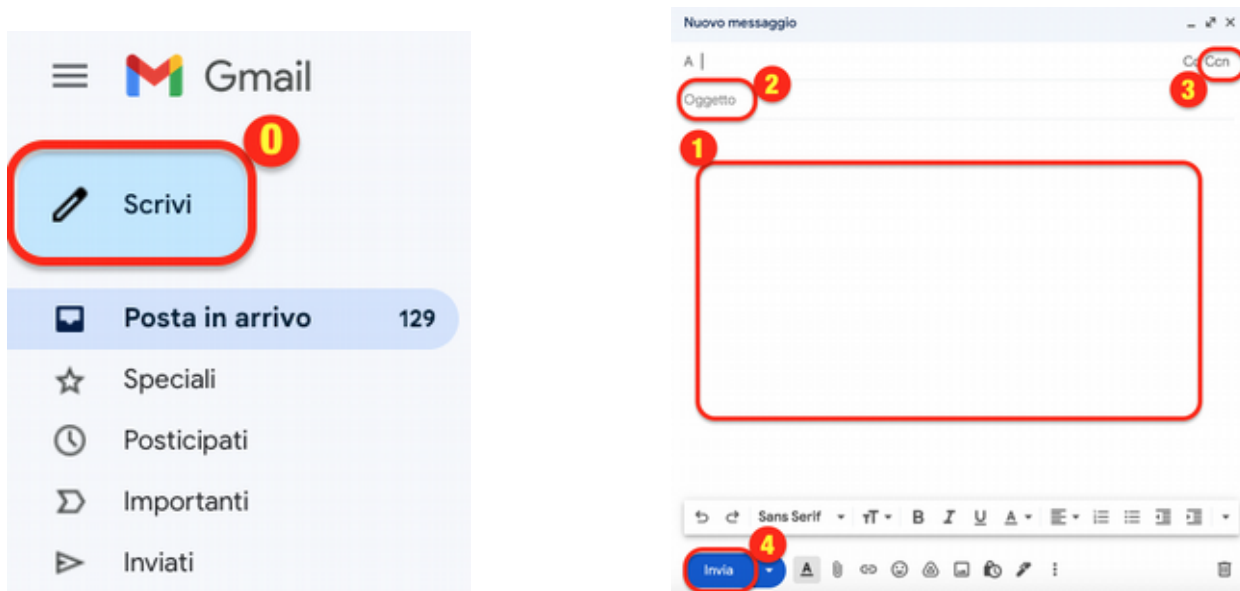 Gmail
0
Scrivi
Posta in arrivo 129
Speciali
Posticipati
Importanti
Inviati
Nuovo messaggio
A Cc Ccn
Oggetto 2 3
1
Sans Serif
B I U A
4
Invia A